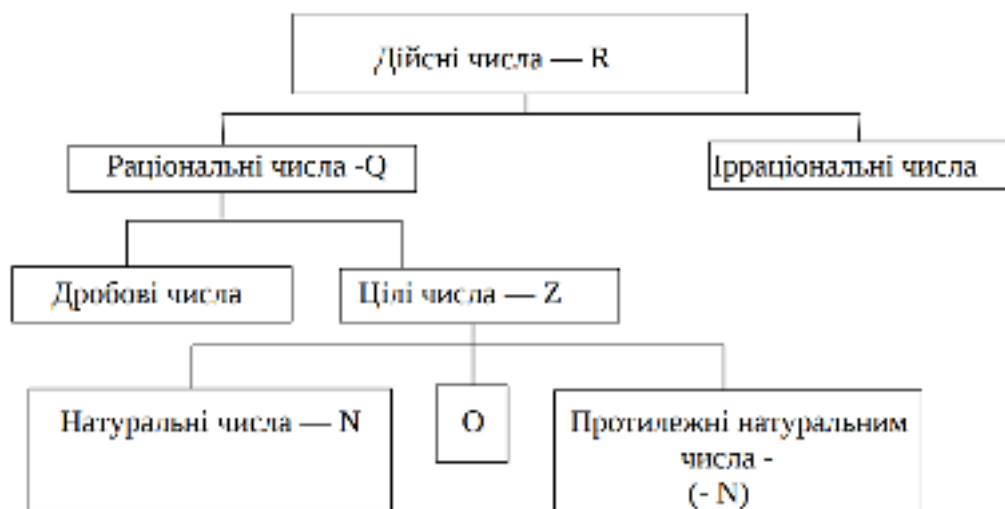 Дійсні числа — R
Раціональні числа -Q
Ірраціональні числа
Дробові числа
Цілі числа — Z
Натуральні числа — N
О
Протилежні натуральним
числа -
(- N)